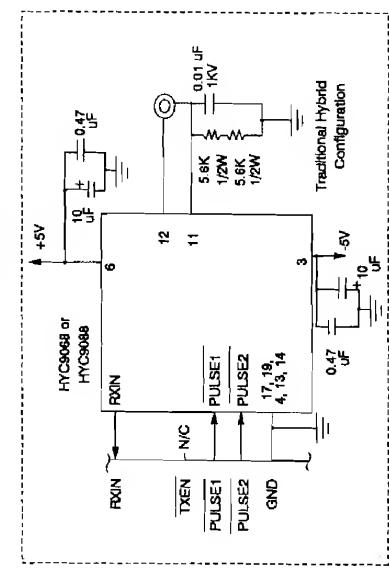 +5V
10
uF
+
0.47
uF
HYC9068 or
HYC9088
6
RXIN
RXIN
12
11
0.01 uF
1KV
5.6K
1/2W
5.6K
1/2W
TXEN
N/C
PULSE1
PULSE1
PULSE2
PULSE2
GND
17, 19,
4, 13, 14
3
-5V
0.47
uF
+
10
uF
Traditional Hybrid
Configuration